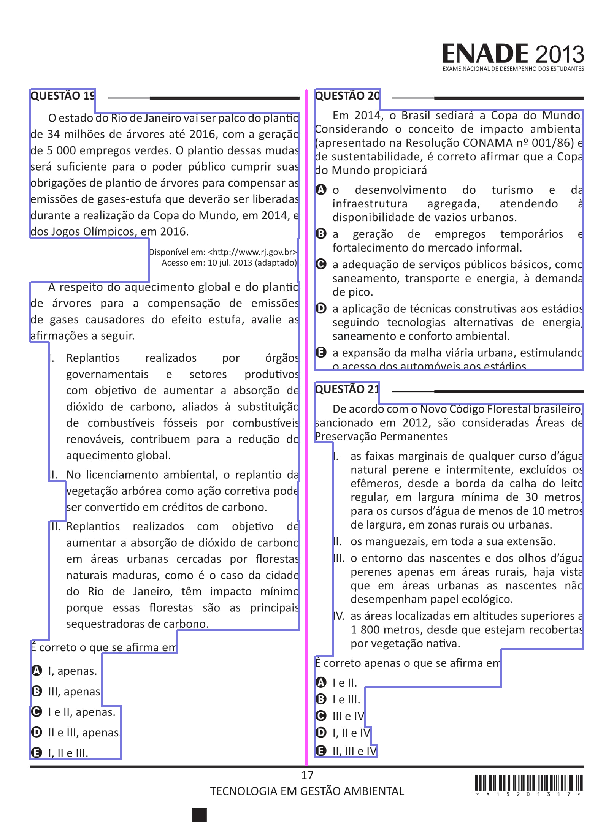 ENADE 2013
EXAME NACIONAL DE DESEMPENHO DOS ESTUDANTES
QUESTÃO 19
O estado do Rio de Janeiro vai ser palco do plantio
de 34 milhões de árvores até 2016, com a geração
de 5 000 empregos verdes. O plantio dessas mudas
será suficiente para o poder público cumprir suas
obrigações de plantio de árvores para compensar as
emissões de gases-estufa que deverão ser liberadas
durante a realização da Copa do Mundo, em 2014, e
dos Jogos Olímpicos, em 2016.
Disponível em: <http://www.rj.gov.br>
Acesso em: 10 jul. 2013 (adaptado)
A respeito do aquecimento global e do plantio
de árvores para a compensação de emissões
de gases causadores do efeito estufa, avalie as
afirmações a seguir.
I. Replantios realizados por órgãos
governamentais e setores produtivos
com objetivo de aumentar a absorção de
dióxido de carbono, aliados à substituição
de combustíveis fósseis por combustíveis
renováveis, contribuem para a redução do
aquecimento global.
II. No licenciamento ambiental, o replantio da
vegetação arbórea como ação corretiva pode
ser convertido em créditos de carbono.
III. Replantios realizados com objetivo de
aumentar a absorção de dióxido de carbono
em áreas urbanas cercadas por florestas
naturais maduras, como é o caso da cidade
do Rio de Janeiro, têm impacto mínimo
porque essas florestas são as principais
sequestradoras de carbono.
É correto o que se afirma em
A I, apenas.
B III, apenas
C I e II, apenas.
D II e III, apenas.
E I, II e III.
QUESTÃO 20
Em 2014, o Brasil sediará a Copa do Mundo.
Considerando o conceito de impacto ambiental
(apresentado na Resolução CONAMA nº 001/86) e
de sustentabilidade, é correto afirmar que a Copa
do Mundo propiciará
A o desenvolvimento do turismo e da
infraestrutura agregada, atendendo à
disponibilidade de vazios urbanos.
B a geração de empregos temporários e
fortalecimento do mercado informal.
C a adequação de serviços públicos básicos, como
saneamento, transporte e energia, à demanda
de pico.
D a aplicação de técnicas construtivas aos estádios
seguindo tecnologias alternativas de energia,
saneamento e conforto ambiental.
E a expansão da malha viária urbana, estimulando
o acesso dos automóveis aos estádios.
QUESTÃO 21
De acordo com o Novo Código Florestal brasileiro,
sancionado em 2012, são consideradas Áreas de
Preservação Permanentes
I. as faixas marginais de qualquer curso d'água
natural perene e intermitente, excluídos os
efêmeros, desde a borda da calha do leito
regular, em largura mínima de 30 metros,
para os cursos d'água de menos de 10 metros
de largura, em zonas rurais ou urbanas.
II. os manguezais, em toda a sua extensão.
III. o entorno das nascentes e dos olhos d'água
perenes apenas em áreas rurais, haja vista
que em áreas urbanas as nascentes não
desempenham papel ecológico.
IV. as áreas localizadas em altitudes superiores a
1 800 metros, desde que estejam recobertas
por vegetação nativa.
É correto apenas o que se afirma em
A I e II.
B I e III.
C III e IV
D I, II e IV
E II, III e IV
17
TECNOLOGIA EM GESTÃO AMBIENTAL